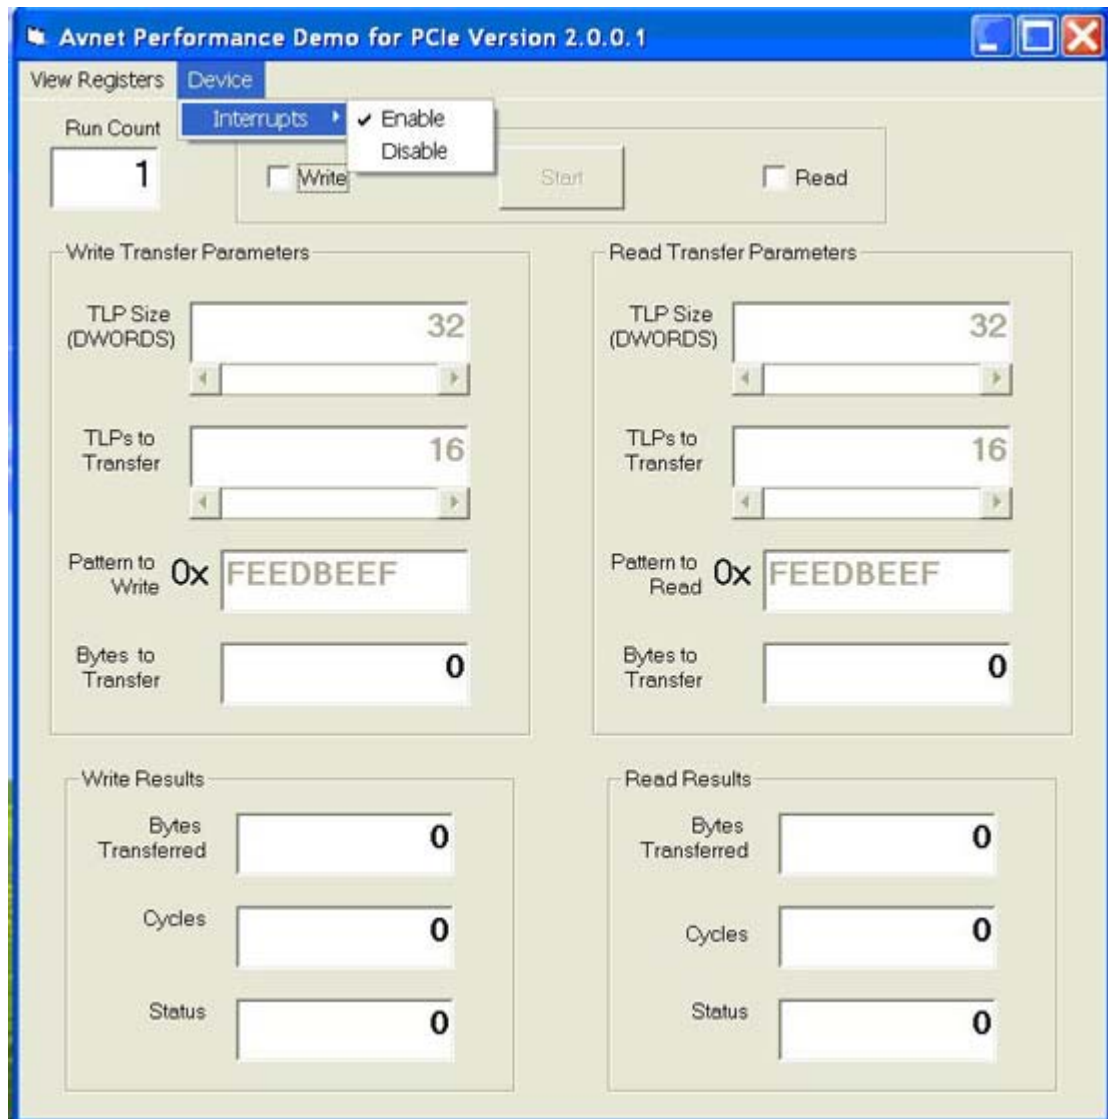 Avnet Performance Demo for PCIe Version 2.0.0.1
View Registers Device
Interrupts
Enable
Disable
Run Count
1
Write
Start
Read
Write Transfer Parameters
TLP Size
(DWORDS)
32
TLPs to
Transfer
16
Pattern to
Write
0x FEEDBEEF
Bytes to
Transfer
0
Read Transfer Parameters
TLP Size
(DWORDS)
32
TLPs to
Transfer
16
Pattern to
Read
0x FEEDBEEF
Bytes to
Transfer
0
Write Results
Bytes
Transferred
0
Cycles
0
Status
0
Read Results
Bytes
Transferred
0
Cycles
0
Status
0